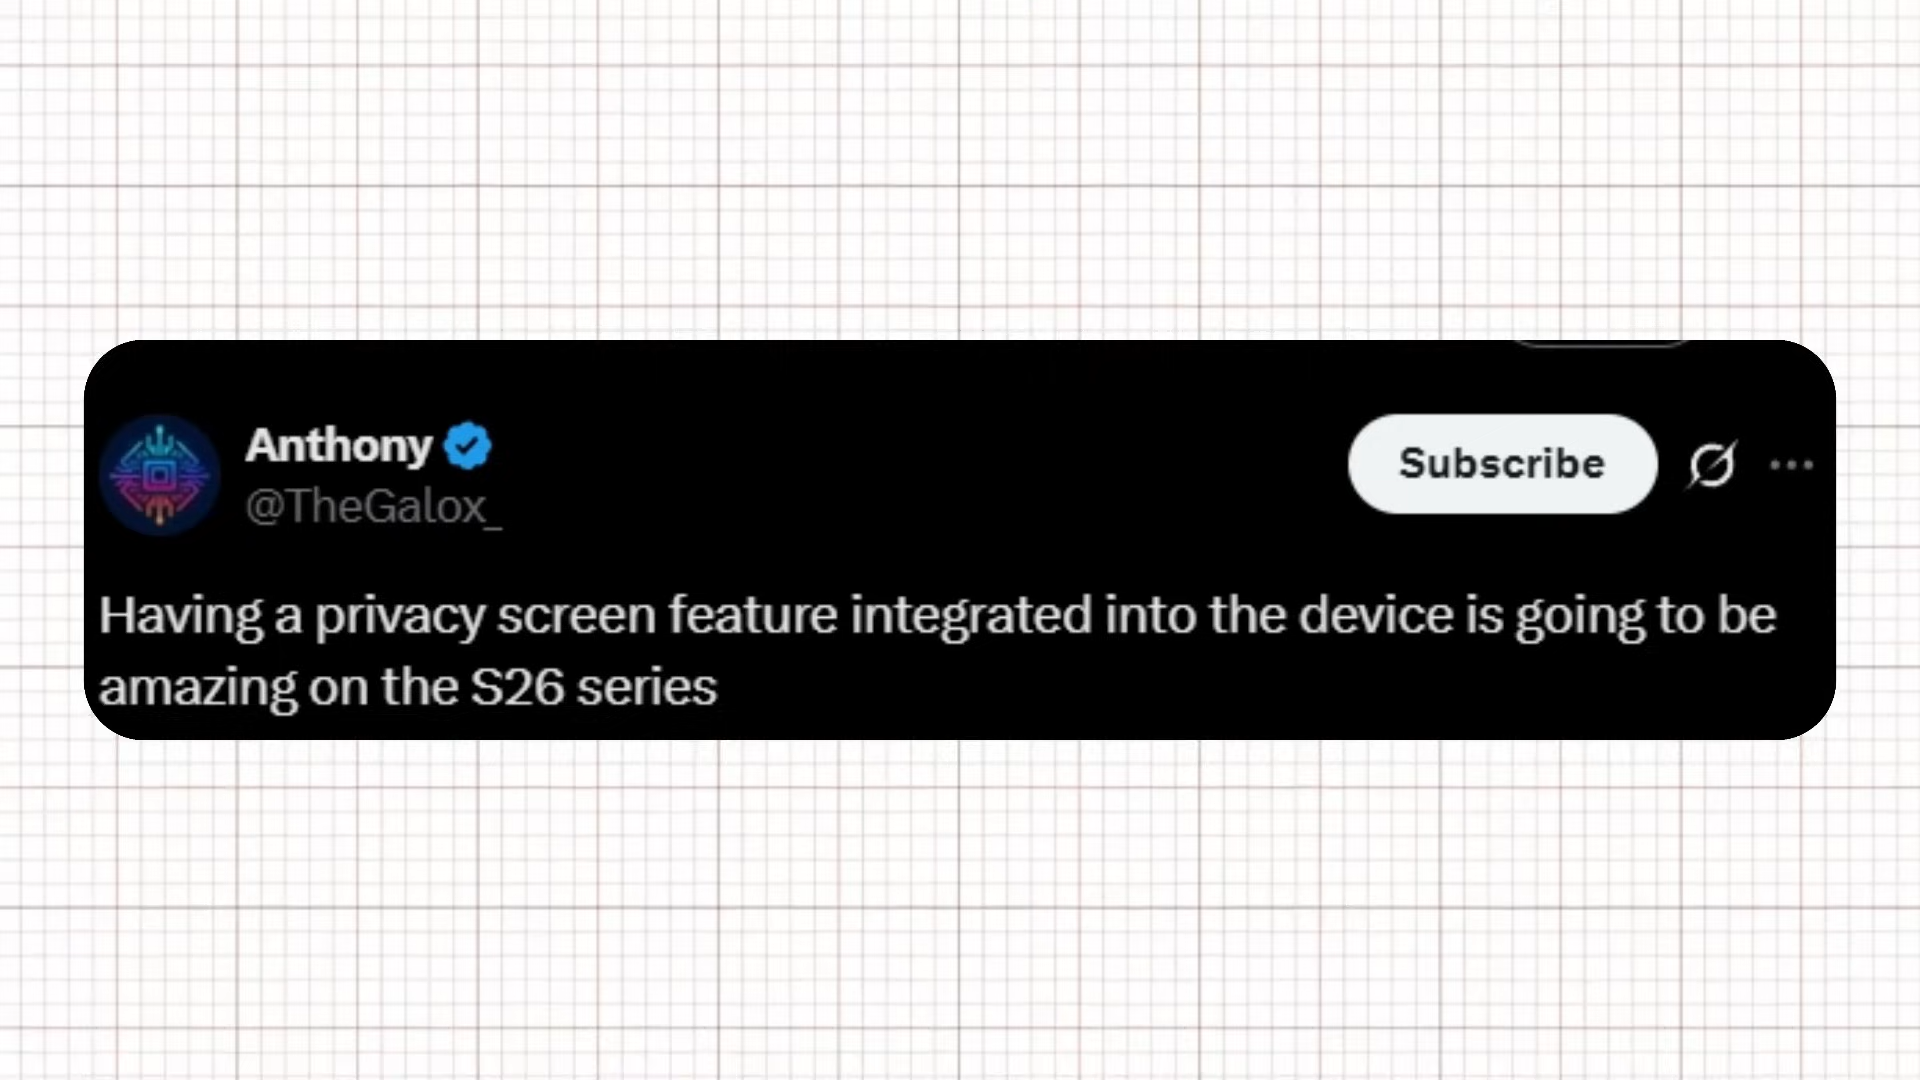 Anthony
@TheGalox_
Subscribe
Having a privacy screen feature integrated into the device is going to be
amazing on the S26 series